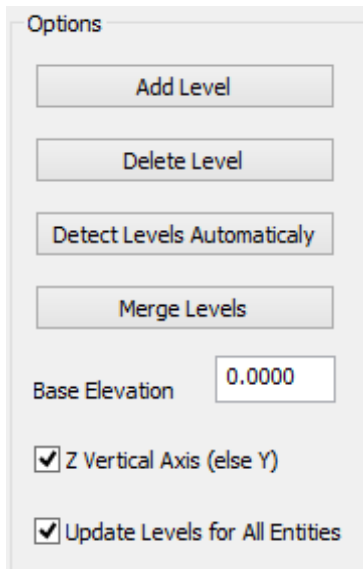 Options
Add Level
Delete Level
Detect Levels Automaticaly
Merge Levels
Base Elevation 0.0000
Z Vertical Axis (else Y)
Update Levels for All Entities